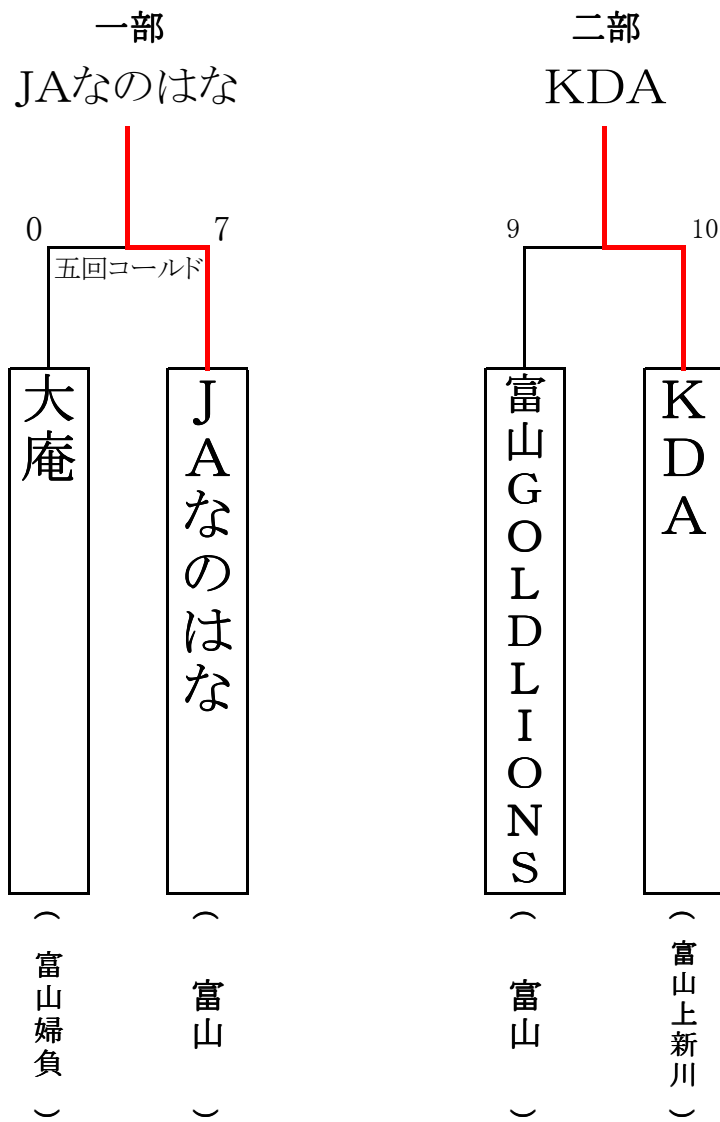 一部
JAなのはな
0
7
五回コールド
大庵
JAなのはな
（富山婦負）
（富山）
二部
KDA
9
10
富山GOLDLIONS
KDA
（富山）
（富山上新川）